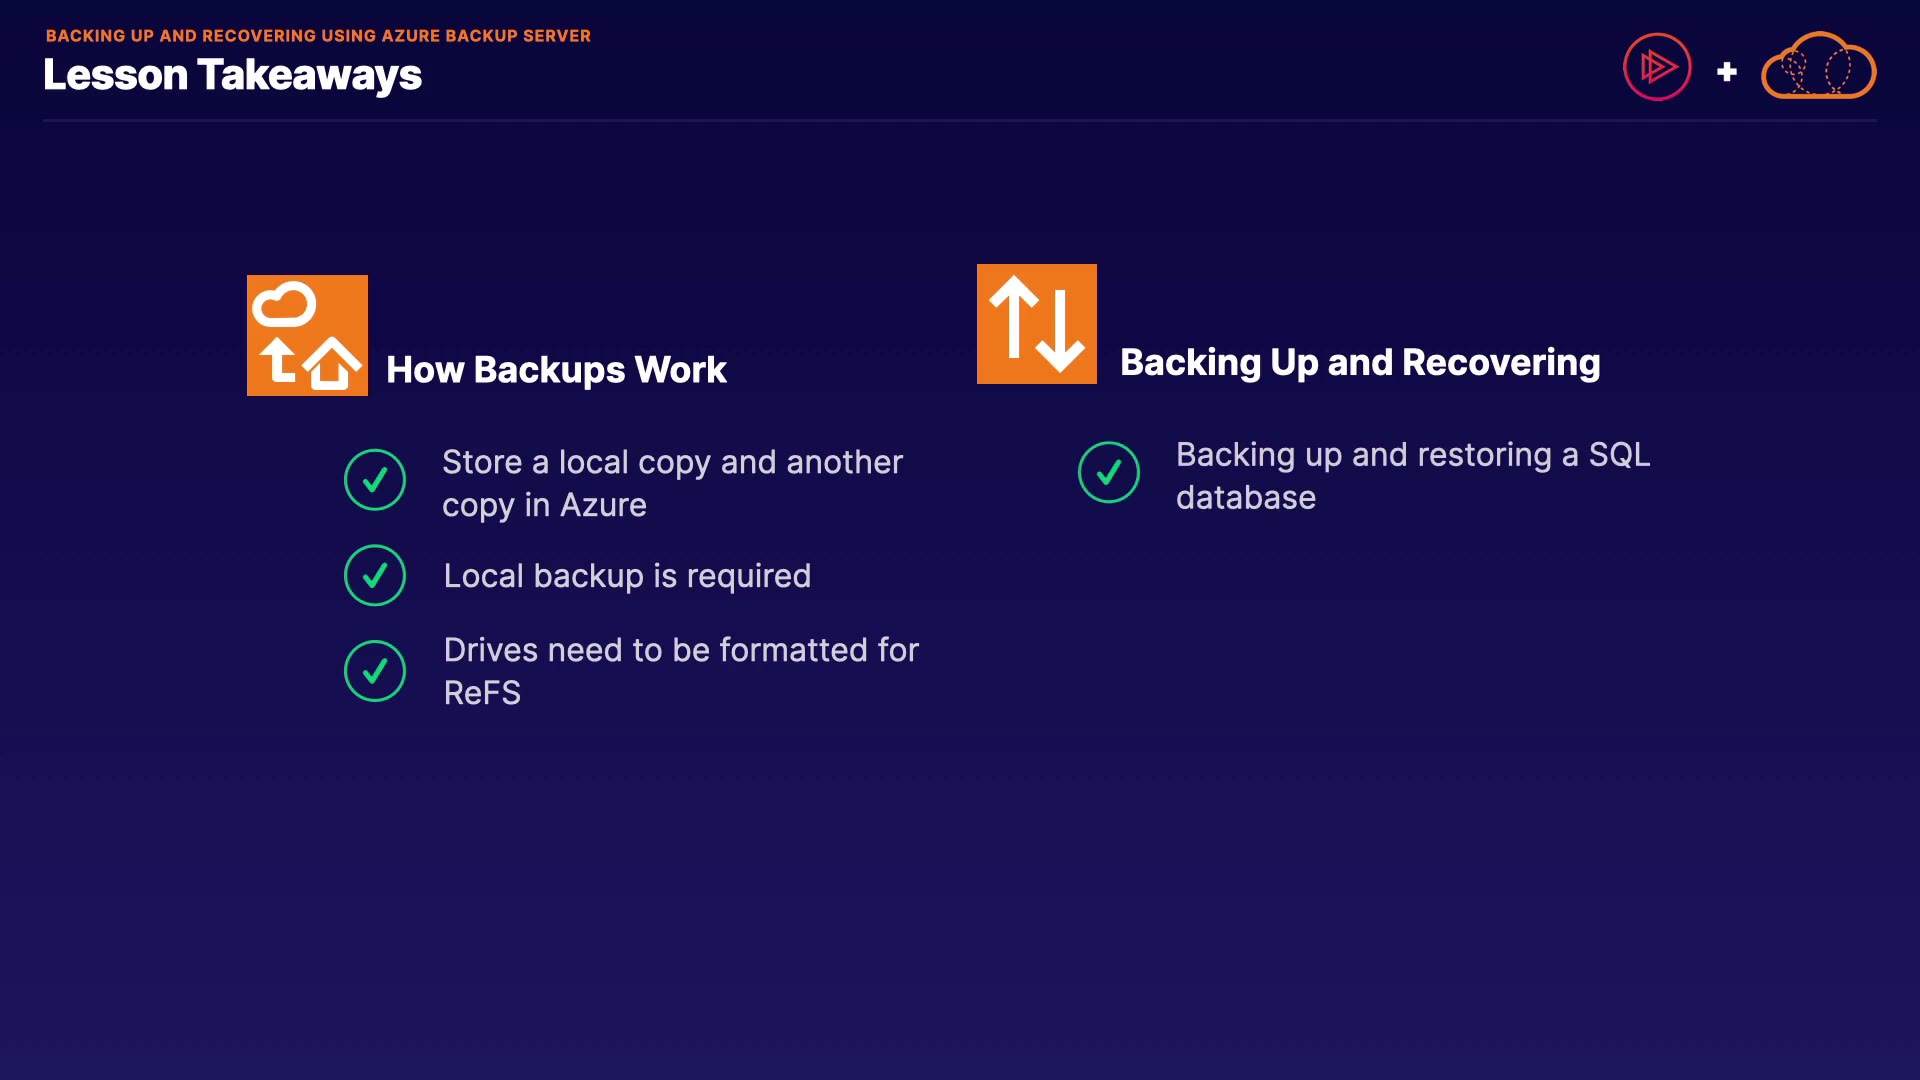 BACKING UP AND RECOVERING USING AZURE BACKUP SERVER
Lesson Takeaways
How Backups Work
Store a local copy and another
copy in Azure
Local backup is required
Drives need to be formatted for
ReFS
Backing Up and Recovering
Backing up and restoring a SQL
database